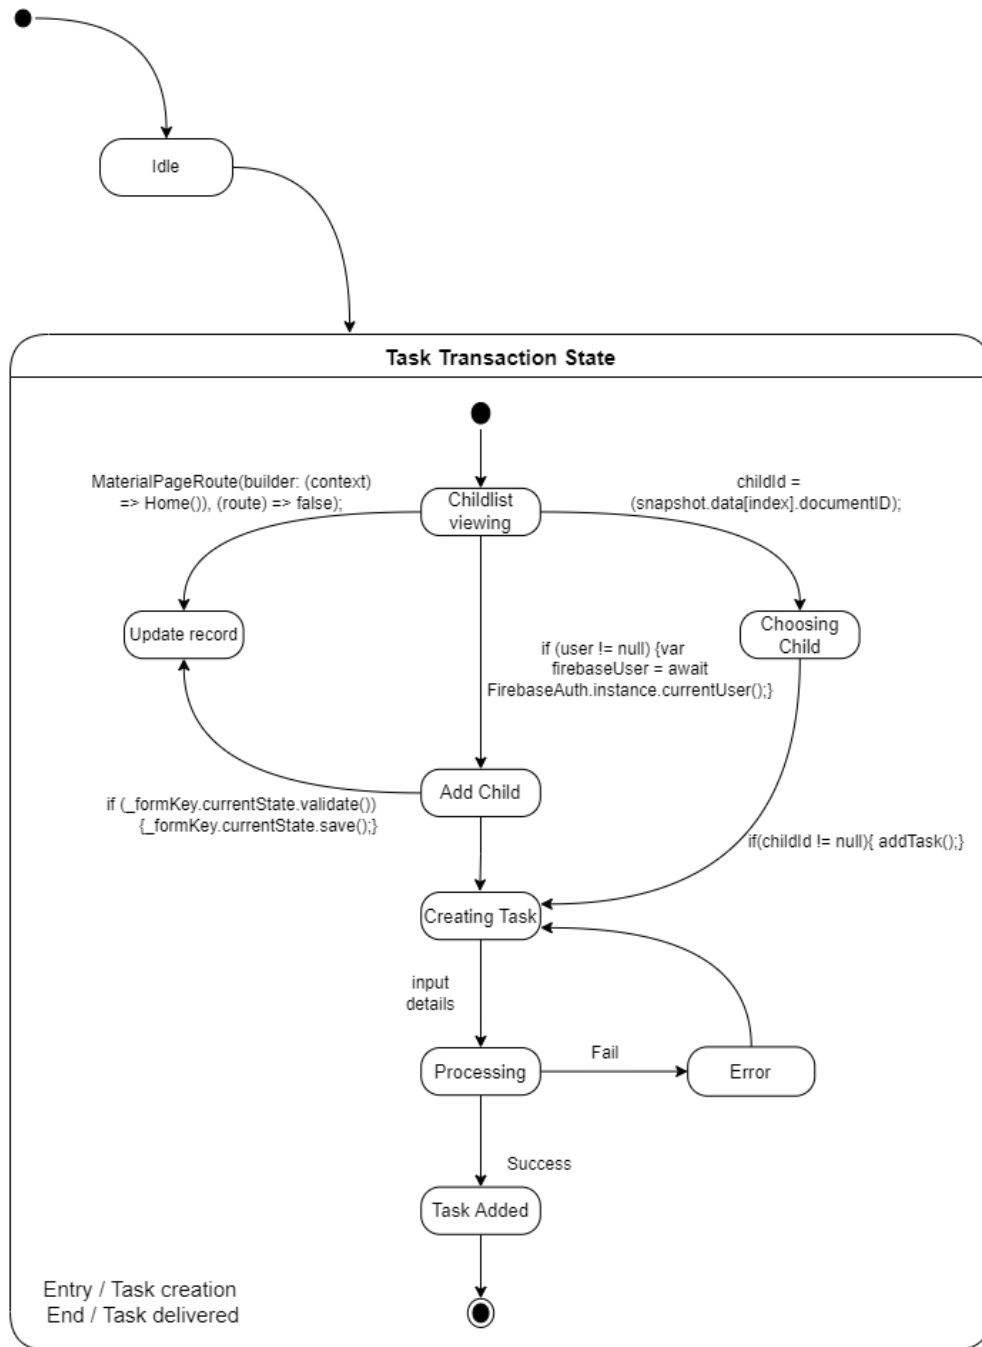 Idle
Task Transaction State
MaterialPageRoute(builder: (context)
=> Home()), (route) => false);
childId =
(snapshot.data[index].documentID);
Childlist
viewing
Update record
Choosing
Child
if (user != null) {var
firebaseUser = await
FirebaseAuth.instance.currentUser();}
Add Child
if (_formKey.currentState.validate())
{_formKey.currentState.save();}
if(childId != null){ addTask();}
Creating Task
input
details
Processing
Fail
Error
Success
Task Added
Entry / Task creation
End / Task delivered